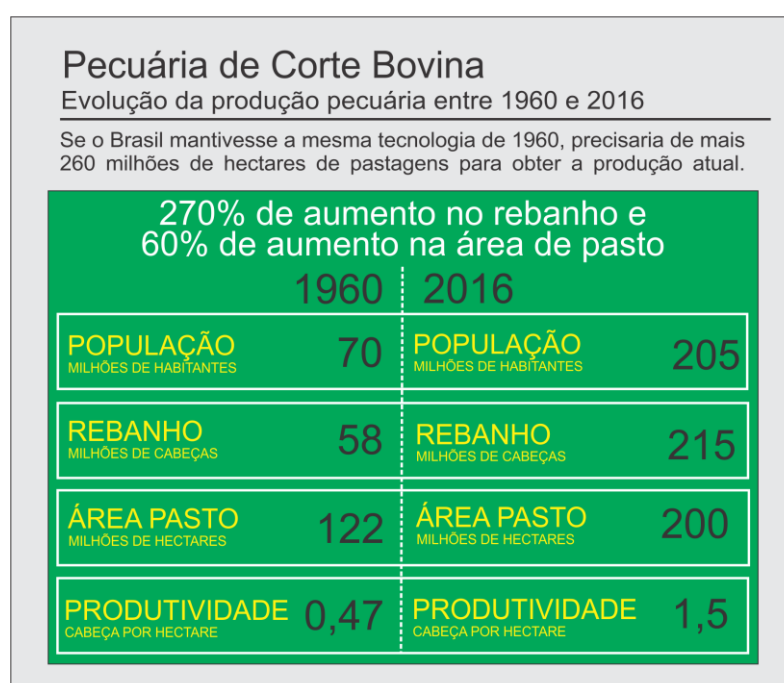 Pecuária de Corte Bovina
Evolução da produção pecuária entre 1960 e 2016
Se o Brasil mantivesse a mesma tecnologia de 1960, precisaria de mais
260 milhões de hectares de pastagens para obter a produção atual.
270% de aumento no rebanho e
60% de aumento na área de pasto
1960 2016
POPULAÇÃO 70 POPULAÇÃO 205
MILHÕES DE HABITANTES MILHÕES DE HABITANTES
REBANHO 58 REBANHO 215
MILHÕES DE CABEÇAS MILHÕES DE CABEÇAS
ÁREA PASTO 122 ÁREA PASTO 200
MILHÕES DE HECTARES MILHÕES DE HECTARES
PRODUTIVIDADE 0,47 PRODUTIVIDADE 1,5
CABEÇA POR HECTARE CABEÇA POR HECTARE